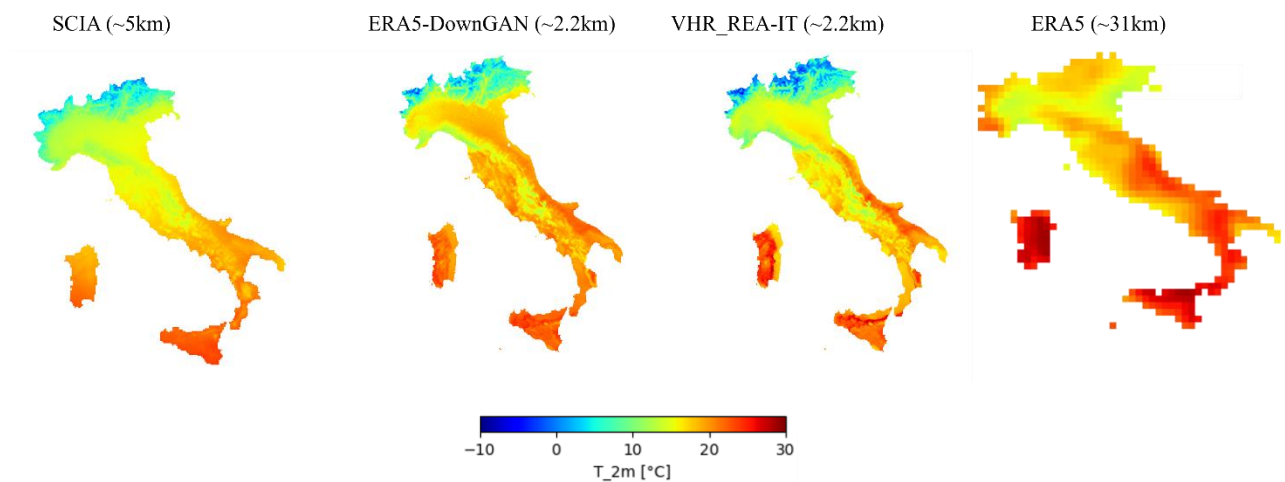 SCIA (~5km)
ERA5-DownGAN (~2.2km)
VHR_REA-IT (~2.2km)
ERA5 (~31km)
−10 0 10 20 30
T_2m [°C]